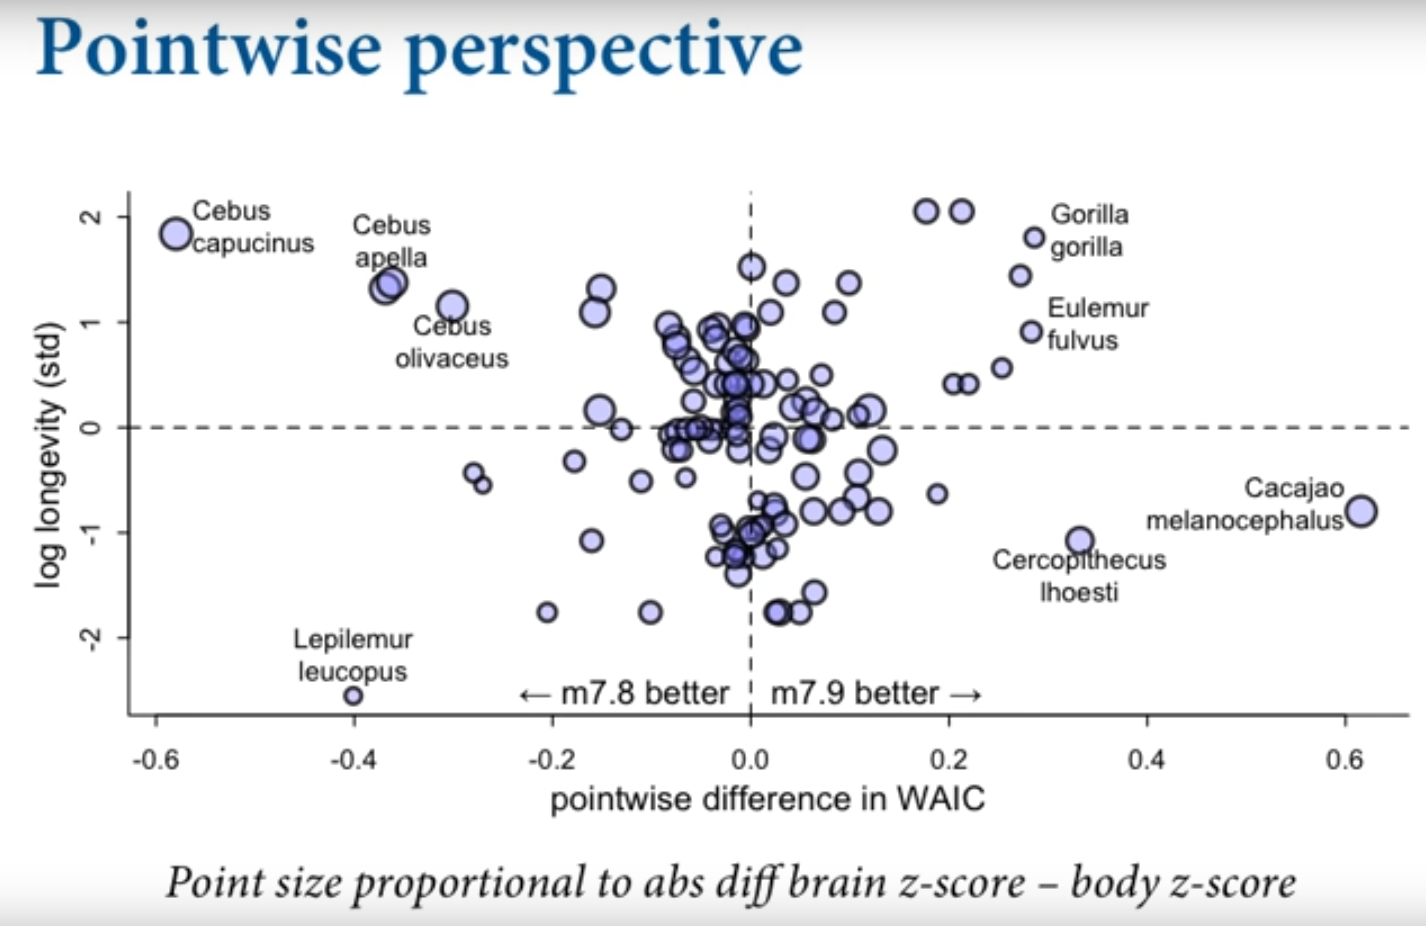 Pointwise perspective
Cebus
capucinus
Cebus
apella
Cebus
olivaceus
Gorilla
gorilla
Eulemur
fulvus
Cacajao
melanocephalus
Cercopithecus
lhoesti
Lepilemur
leucopus
← m7.8 better
m7.9 better →
log longevity (std)
2
1
0
-1
-2
-0.6
-0.4
-0.2
0.0
0.2
0.4
0.6
pointwise difference in WAIC
Point size proportional to abs diff brain z-score – body z-score